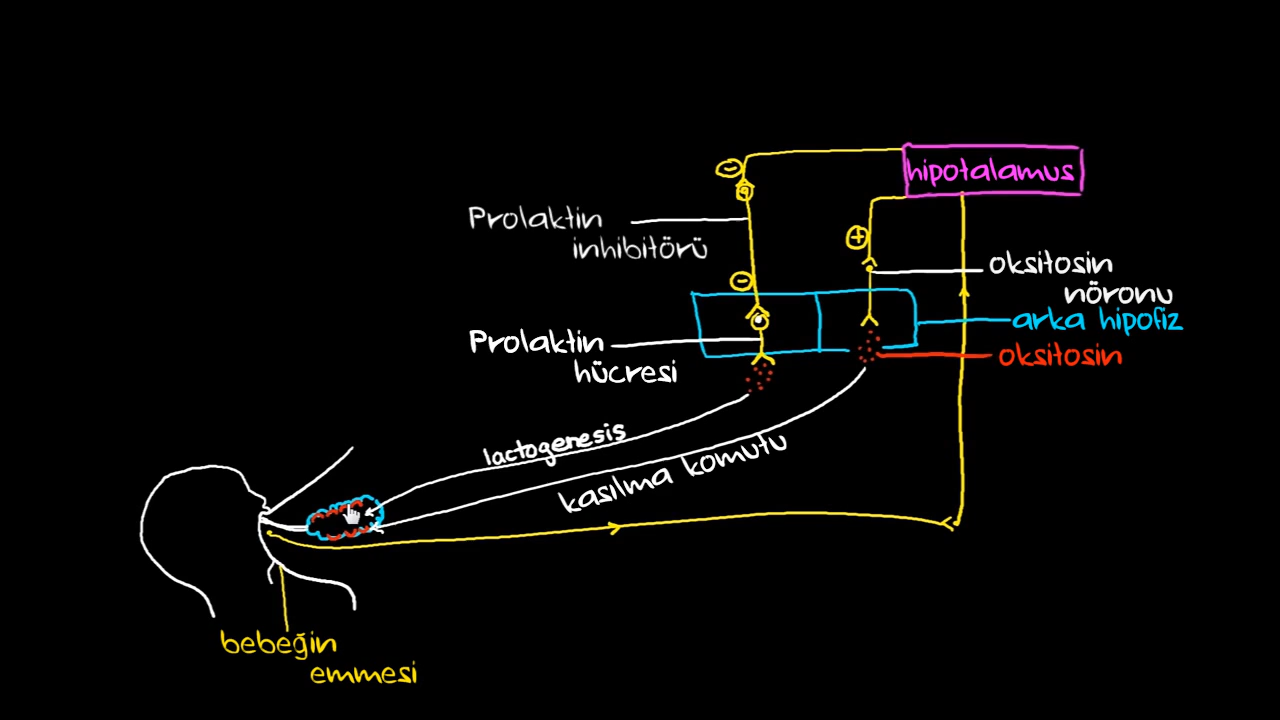 hipotalamus
Prolaktin
inhibitörü
oksitosin
nöronu
arka hipofiz
Prolaktin
hücresi
oksitosin
lactogenesis
kasılma komutu
bebeğin
emmesi